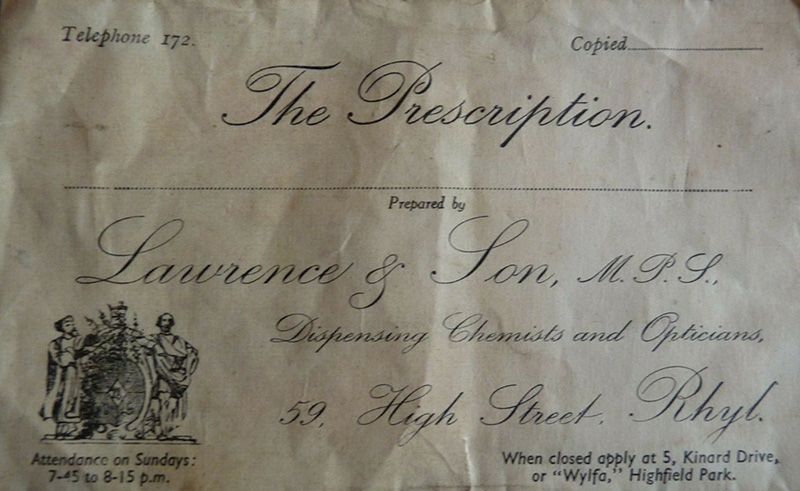 Telephone 172.
Copied
The Prescription.
Prepared by
Lawrence & Son, M.P.S.,
Dispensing Chemists and Opticians,
59, High Street, Rhyl.
Attendance on Sundays:
7-45 to 8-15 p.m.
When closed apply at 5, Kinard Drive,
or "Wylfa," Highfield Park.